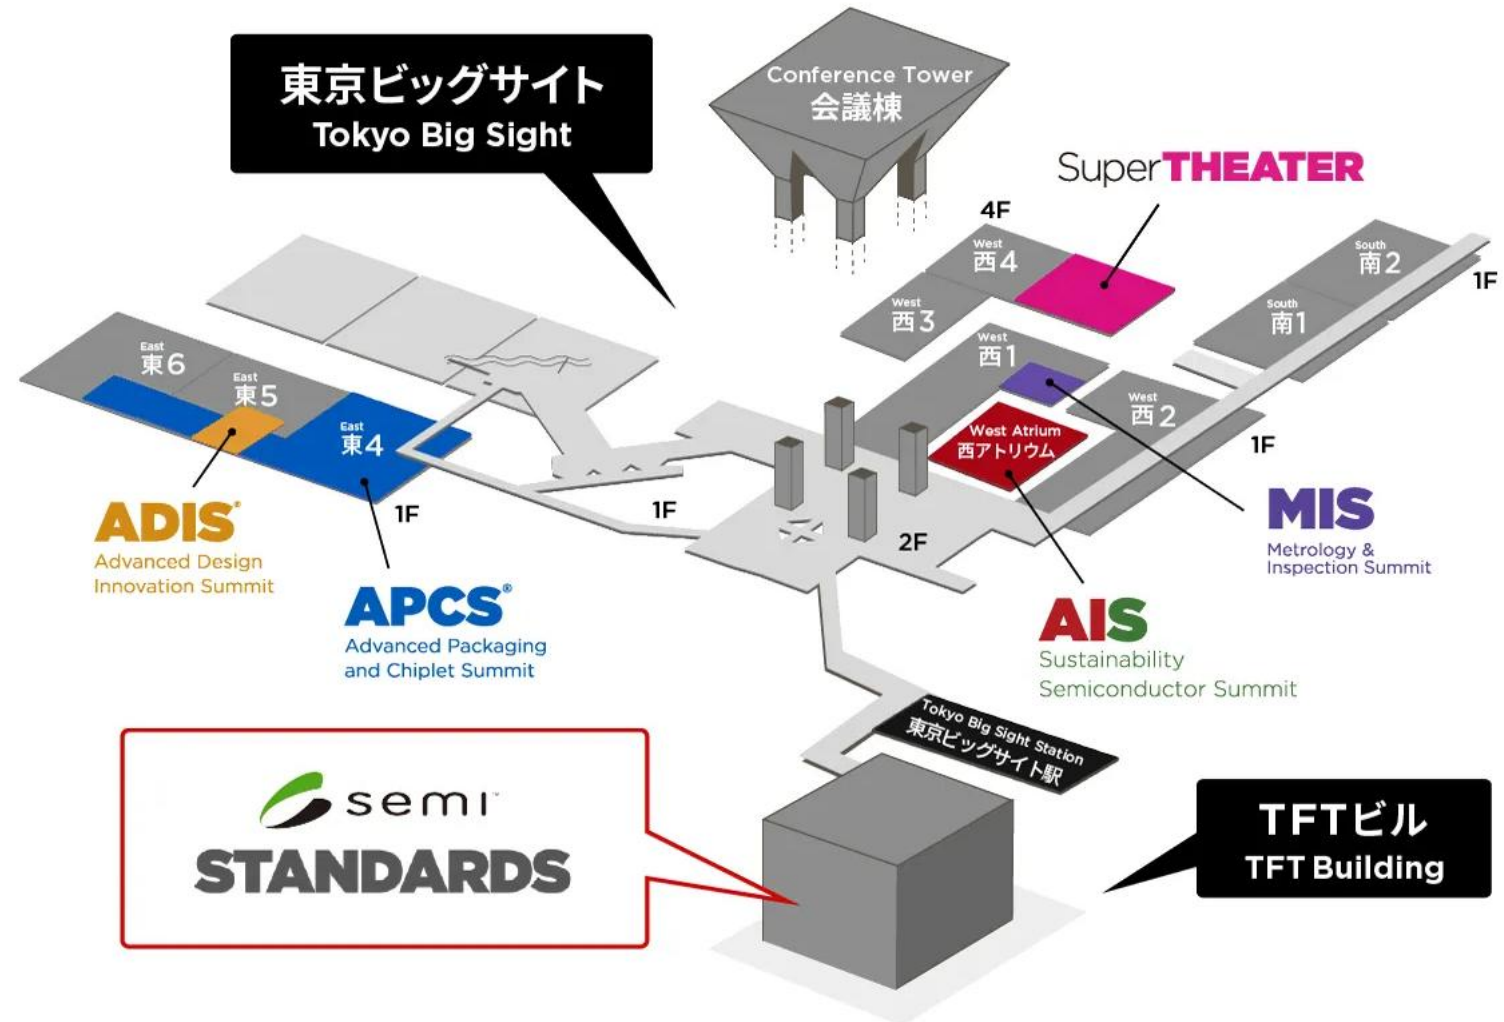 東京ビッグサイト
Tokyo Big Sight
Conference Tower
会議棟
SuperTHEATER
4F
West
西4
West
西3
South
南2
1F
South
南1
West
西1
West
西2
1F
West Atrium
西アトリウム
East
東6
East
東5
East
東4
1F
1F
2F
ADIS®
Advanced Design
Innovation Summit
APCS®
Advanced Packaging
and Chiplet Summit
MIS
Metrology &
Inspection Summit
AIS
Sustainability
Semiconductor Summit
Tokyo Big Sight Station
東京ビッグサイト駅
semi™
STANDARDS
TFTビル
TFT Building